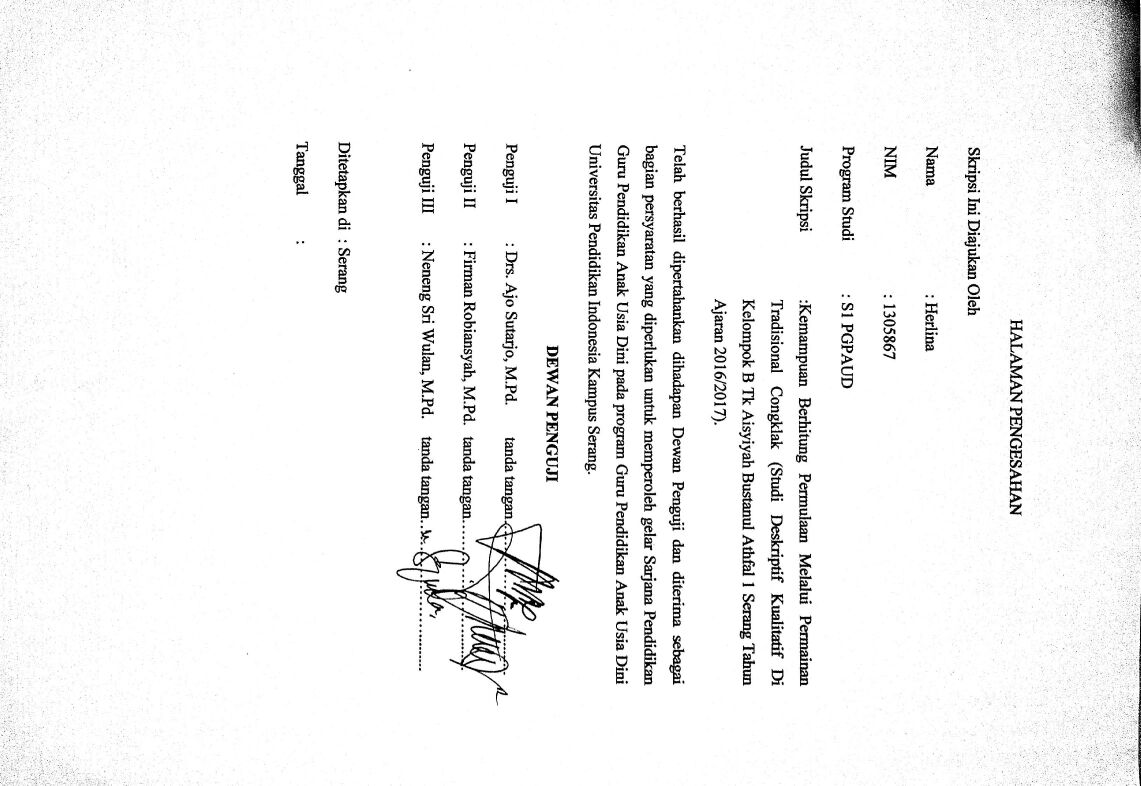 HALAMAN PENGESAHAN
Skripsi Ini Diajukan Oleh
Nama : Herlina
NIM : 1305867
Program Studi : S1 PGPAUD
Judul Skripsi :Kemampuan Berhitung Permulaan Melalui Permainan
Tradisional Congklak (Studi Deskriptif Kualitatif Di
Kelompok B Tk Aisyiyah Bustanul Athfal 1 Serang Tahun
Ajaran 2016/2017).
Telah berhasil dipertahankan dihadapan Dewan Penguji dan diterima sebagai
bagian persyaratan yang diperlukan untuk memperoleh gelar Sarjana Pendidikan
Guru Pendidikan Anak Usia Dini pada program Guru Pendidikan Anak Usia Dini
Universitas Pendidikan Indonesia Kampus Serang.
DEWAN PENGUJI
Penguji I : Drs. Ajo Sutarjo, M.Pd. tanda tangan
Penguji II : Firman Robiansyah, M.Pd. tanda tangan
Penguji III : Neneng Sri Wulan, M.Pd. tanda tangan
Ditetapkan di : Serang
Tanggal :